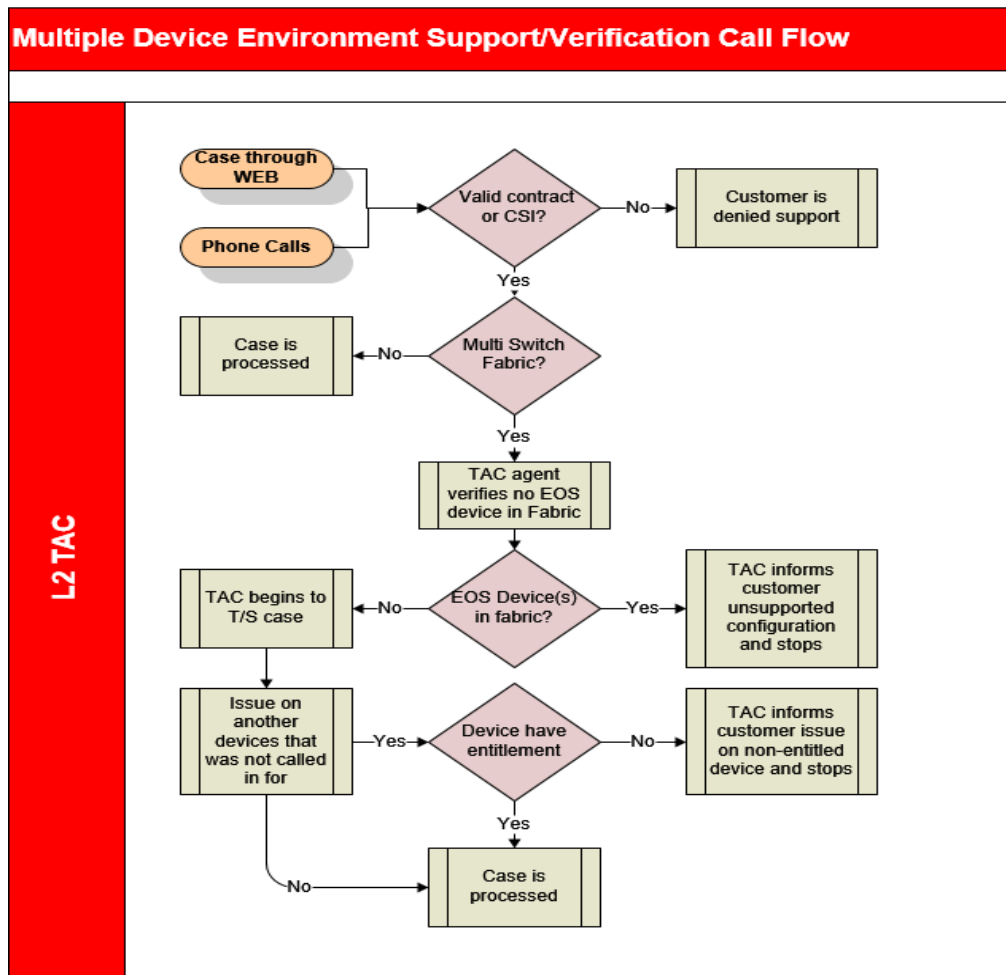 Multiple Device Environment Support/Verification Call Flow
L2 TAC
Case through
WEB
Phone Calls
Valid contract
or CSI?
No
Customer is
denied support
Yes
Case is
processed
No
Multi Switch
Fabric?
Yes
TAC agent
verifies no EOS
device in Fabric
TAC begins to
T/S case
No
EOS Device(s)
in fabric?
Yes
TAC informs
customer
unsupported
configuration
and stops
Issue on
another
devices that
was not called
in for
Yes
Device have
entitlement
No
TAC informs
customer issue
on non-entitled
device and stops
Yes
No
Case is
processed